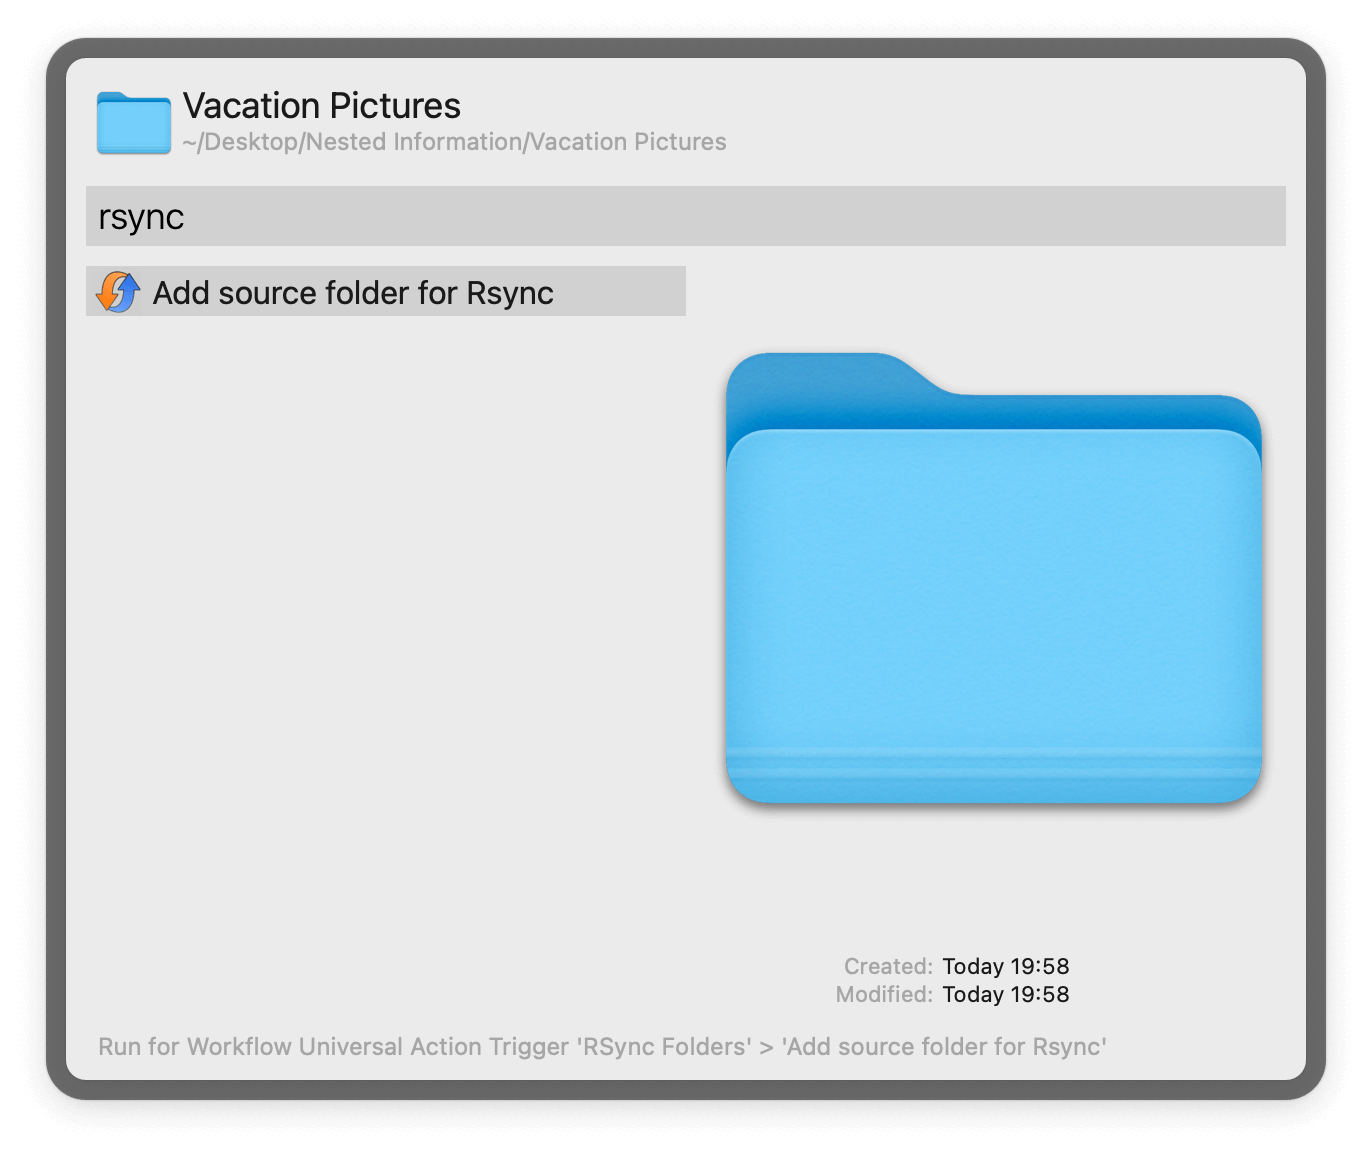 Vacation Pictures
~/Desktop/Nested Information/Vacation Pictures
rsync
Add source folder for Rsync
Created: Today 19:58
Modified: Today 19:58
Run for Workflow Universal Action Trigger 'RSync Folders' > 'Add source folder for Rsync'